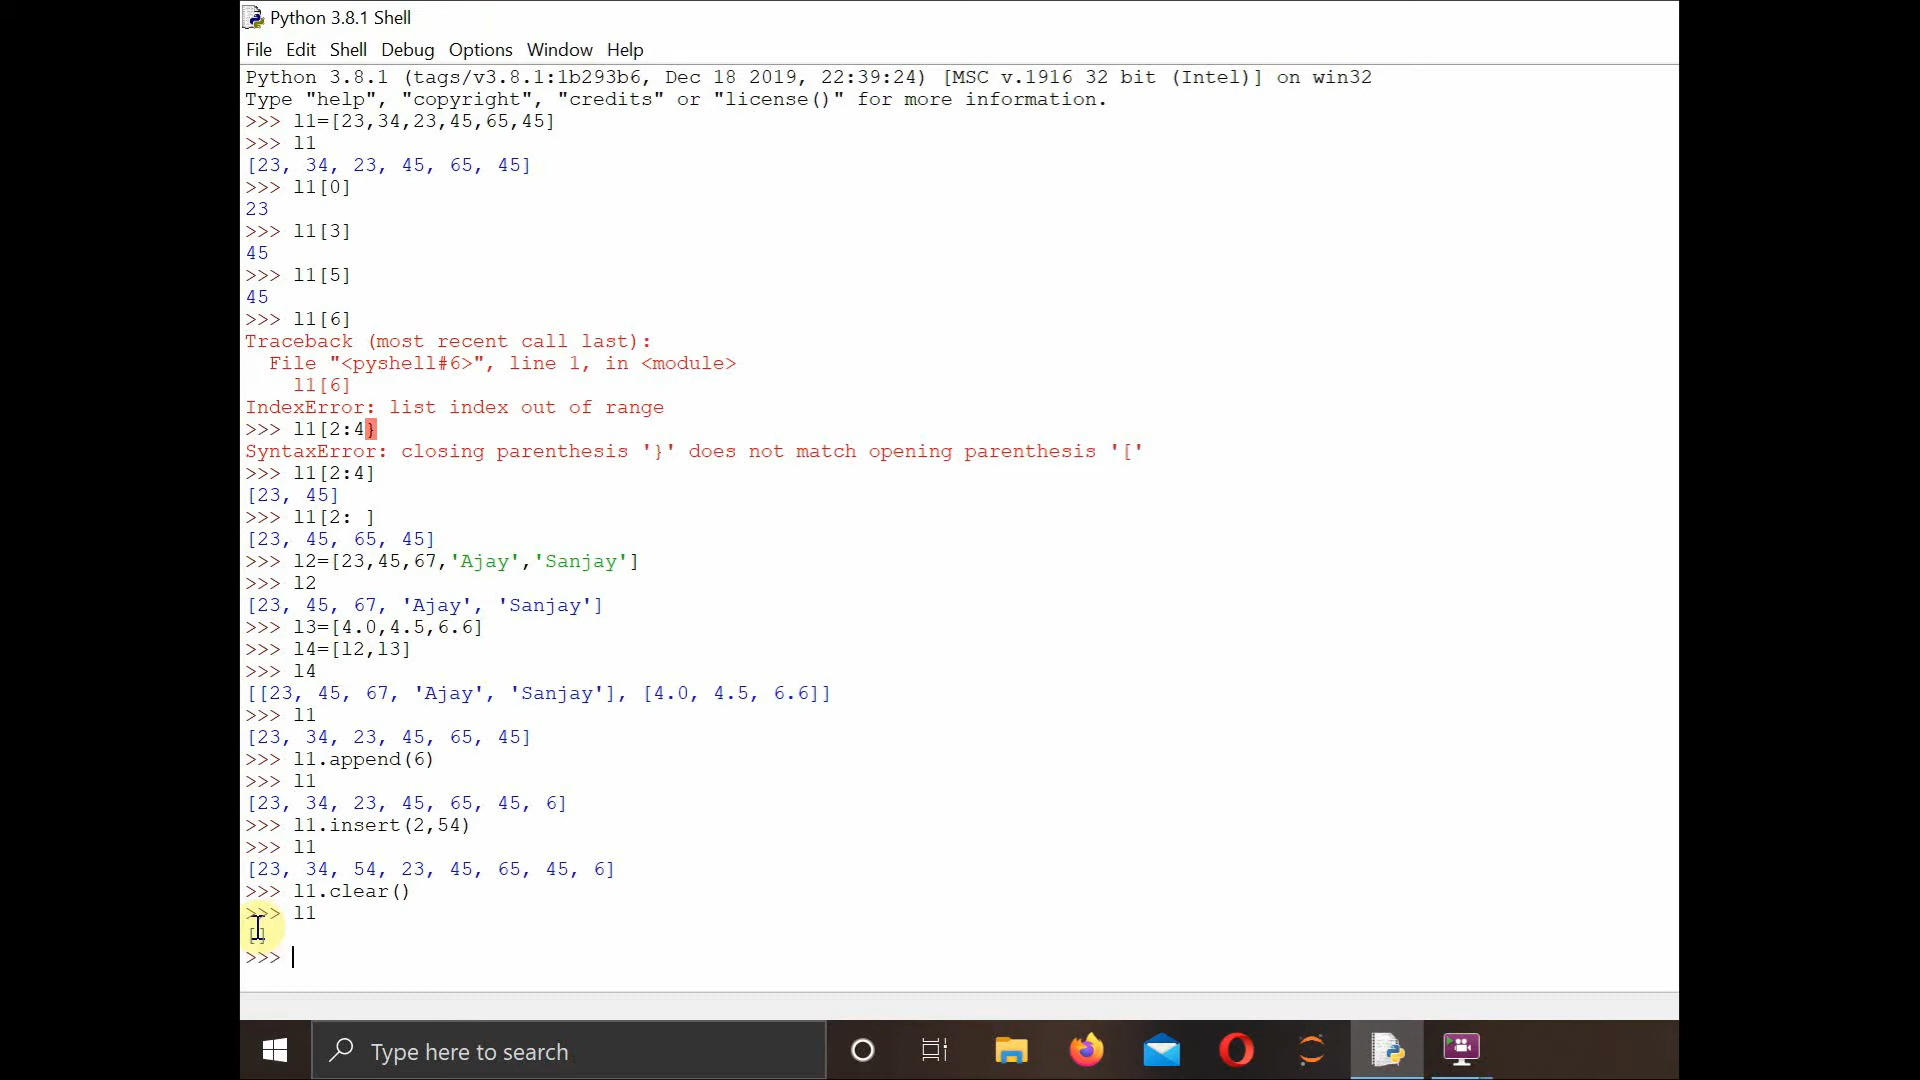 Python 3.8.1 Shell
File Edit Shell Debug Options Window Help
Python 3.8.1 (tags/v3.8.1:1b293b6, Dec 18 2019, 22:39:24) [MSC v.1916 32 bit (Intel)] on win32
Type "help", "copyright", "credits" or "license()" for more information.
>>> l1=[23,34,23,45,65,45]
>>> l1
[23, 34, 23, 45, 65, 45]
>>> l1[0]
23
>>> l1[3]
45
>>> l1[5]
45
>>> l1[6]
Traceback (most recent call last):
  File "<pyshell#6>", line 1, in <module>
    l1[6]
IndexError: list index out of range
>>> l1[2:4}
SyntaxError: closing parenthesis '}' does not match opening parenthesis '['
>>> l1[2:4]
[23, 45]
>>> l1[2: ]
[23, 45, 65, 45]
>>> l2=[23,45,67,'Ajay','Sanjay']
>>> l2
[23, 45, 67, 'Ajay', 'Sanjay']
>>> l3=[4.0,4.5,6.6]
>>> l4=[l2,l3]
>>> l4
[[23, 45, 67, 'Ajay', 'Sanjay'], [4.0, 4.5, 6.6]]
>>> l1
[23, 34, 23, 45, 65, 45]
>>> l1.append(6)
>>> l1
[23, 34, 23, 45, 65, 45, 6]
>>> l1.insert(2,54)
>>> l1
[23, 34, 54, 23, 45, 65, 45, 6]
>>> l1.clear()
>>> l1
[]
>>>
Type here to search